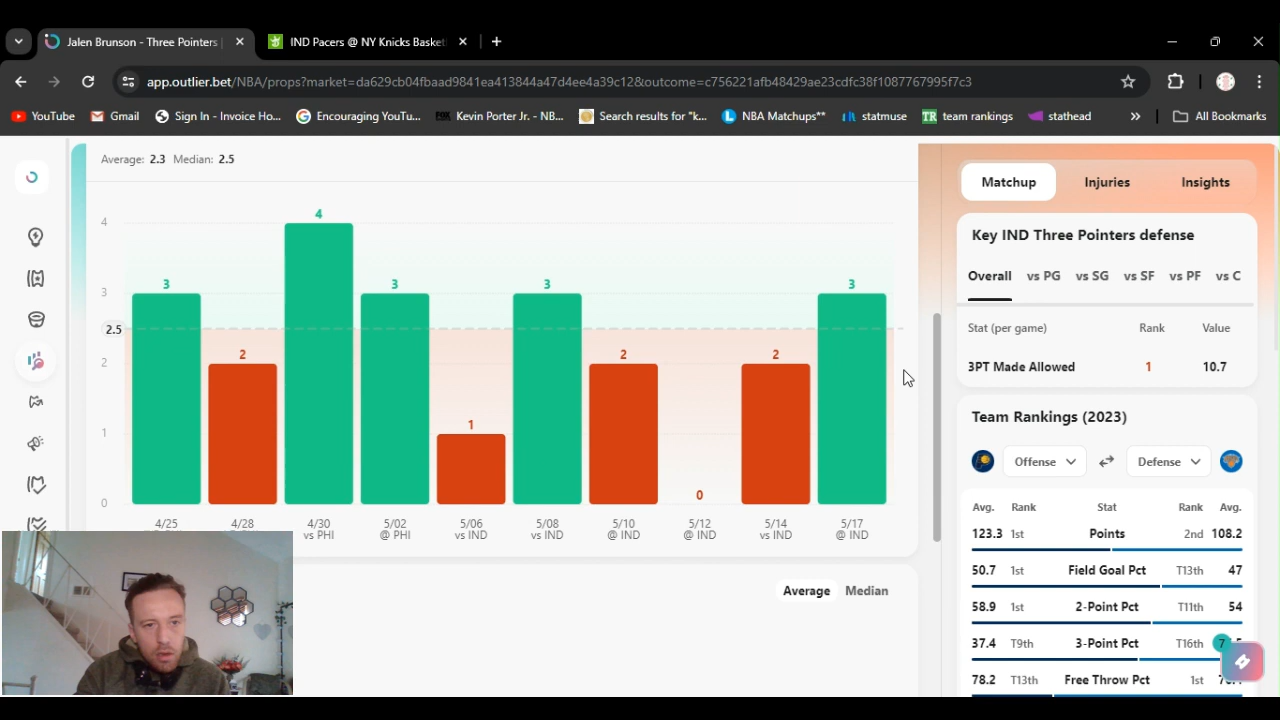 Jalen Brunson - Three Pointers
IND Pacers @ NY Knicks Basket
app.outlier.bet/NBA/props?market=da629cb04fbaad9841ea413844a47d4ee4a39c12&outcome=c756221afb48429ae23cdfc38f1087767995f7c3
YouTube Gmail Sign In - Invoice Ho... Encouraging YouTu... Kevin Porter Jr. - NB... Search results for "k... NBA Matchups** statmuse team rankings stathead » All Bookmarks
Average: 2.3 Median: 2.5
4
3
2.5
2
1
0
3 2 4 3 1 3 2 0 2 3
4/25 4/28 4/30 5/02 5/06 5/08 5/10 5/12 5/14 5/17
vs PHI @ PHI vs IND vs IND @ IND @ IND vs IND @ IND
Average Median
Matchup Injuries Insights
Key IND Three Pointers defense
Overall vs PG vs SG vs SF vs PF vs C
Stat (per game) Rank Value
3PT Made Allowed 1 10.7
Team Rankings (2023)
Offense Defense
Avg. Rank Stat Rank Avg.
123.3 1st Points 2nd 108.2
50.7 1st Field Goal Pct T13th 47
58.9 1st 2-Point Pct T11th 54
37.4 T9th 3-Point Pct T16th
78.2 T13th Free Throw Pct 1st
7